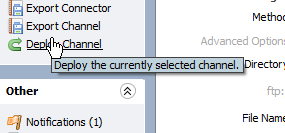 Export Connector
Metho
Export Channel
Advanced Options
Deploy Channel
Deploy the currently selected channel.
Directory
ftp:
Other
File Name
Notifications (1)